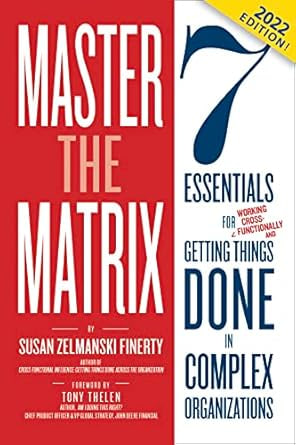 2022
EDITION!
MASTER
THE
MATRIX
BY
SUSAN ZELMANSKI FINERTY
AUTHOR OF
CROSS FUNCTIONAL INFLUENCE: GETTING THINGS DONE ACROSS THE ORGANIZATION
FOREWORD BY
TONY THELEN
AUTHOR, AM I DOING THIS RIGHT?
CHIEF PRODUCT OFFICER & VP GLOBAL STRATEGY, JOHN DEERE FINANCIAL
7
ESSENTIALS
FOR WORKING CROSS-FUNCTIONALLY AND
GETTING THINGS
DONE
IN
COMPLEX
ORGANIZATIONS